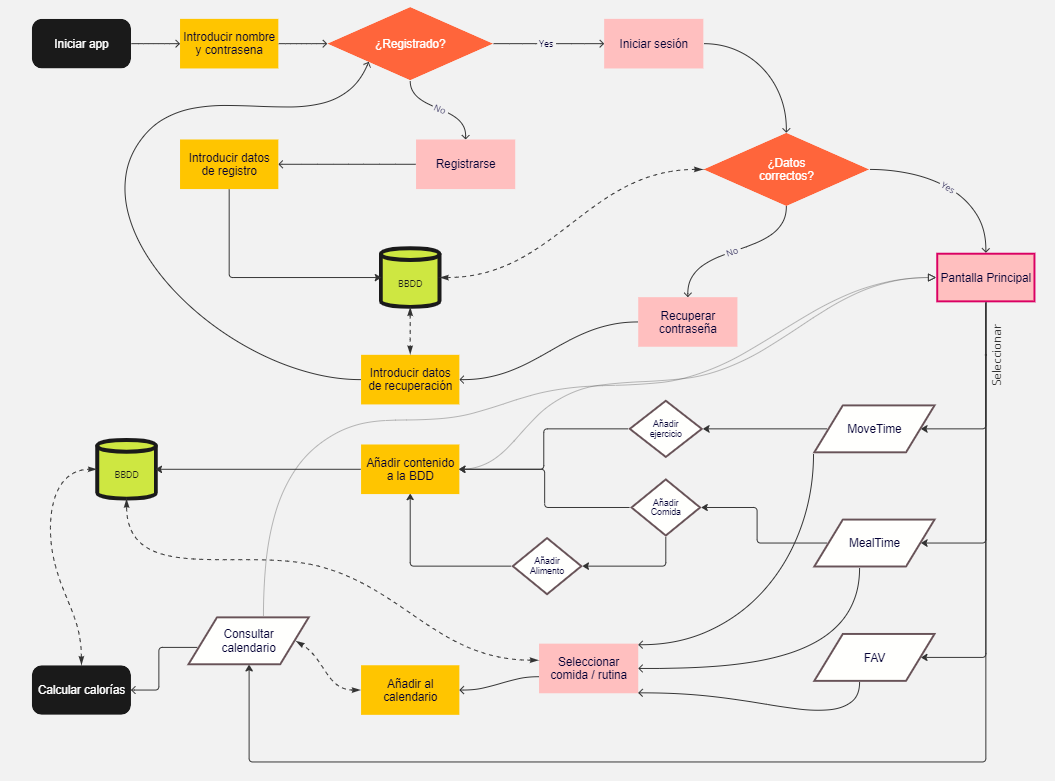 Iniciar app
Introducir nombre
y contrasena
¿Registrado?
Yes
Iniciar sesión
No
Introducir datos
de registro
Registrarse
¿Datos
correctos?
Yes
No
BBDD
Pantalla Principal
Recuperar
contraseña
Seleccionar
Introducir datos
de recuperación
Añadir
ejercicio
MoveTime
BBDD
Añadir contenido
a la BDD
Añadir
Comida
MealTime
Añadir
Alimento
Consultar
calendario
Seleccionar
comida / rutina
FAV
Calcular calorías
Añadir al
calendario